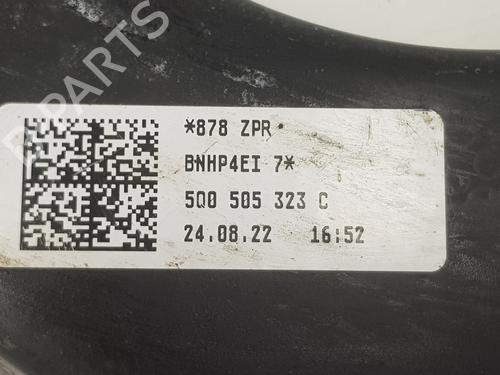 *878 ZPR*
BNHP4EI 7*
5Q0 505 323 C
24.08.22 16:52
B-PARTS